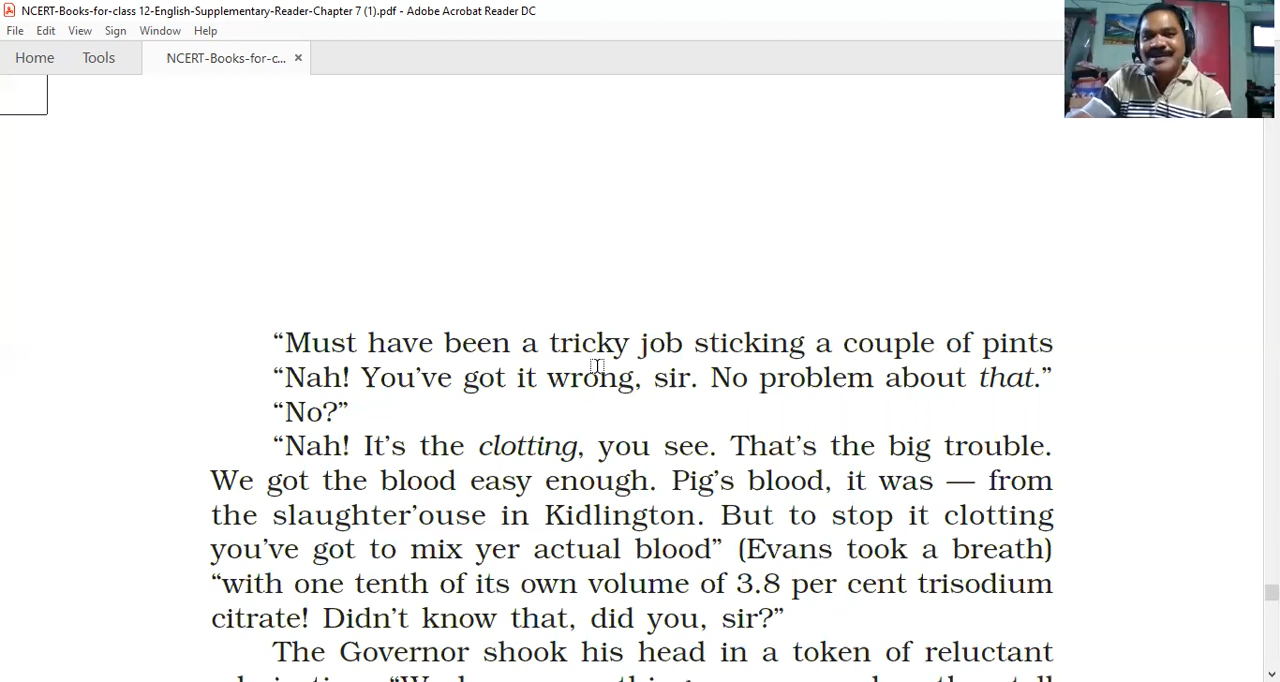 NCERT-Books-for-class 12-English-Supplementary-Reader-Chapter 7 (1).pdf - Adobe Acrobat Reader DC
File Edit View Sign Window Help
Home Tools NCERT-Books-for-c... ×
“Must have been a tricky job sticking a couple of pints
“Nah! You’ve got it wrong, sir. No problem about that.”
“No?”
“Nah! It’s the clotting, you see. That’s the big trouble.
We got the blood easy enough. Pig’s blood, it was — from
the slaughter’ouse in Kidlington. But to stop it clotting
you’ve got to mix yer actual blood” (Evans took a breath)
“with one tenth of its own volume of 3.8 per cent trisodium
citrate! Didn’t know that, did you, sir?”
The Governor shook his head in a token of reluctant